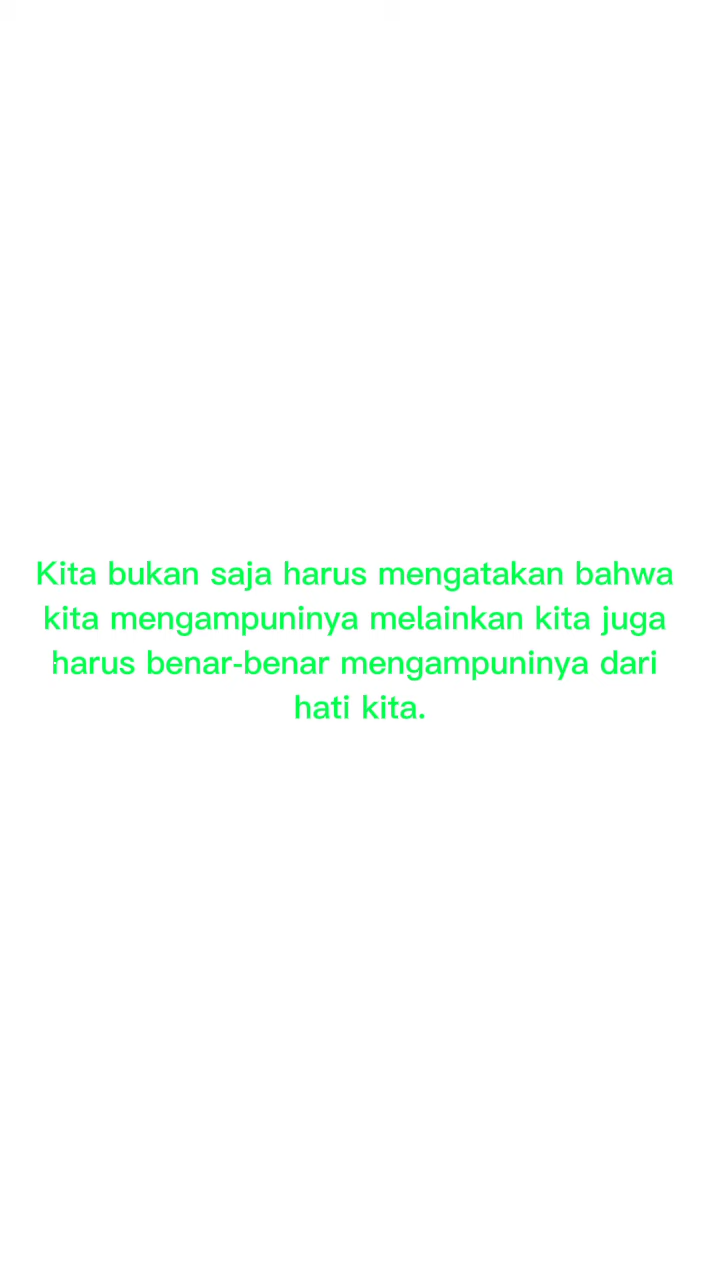 Kita bukan saja harus mengatakan bahwa
kita mengampuninya melainkan kita juga
harus benar-benar mengampuninya dari
hati kita.